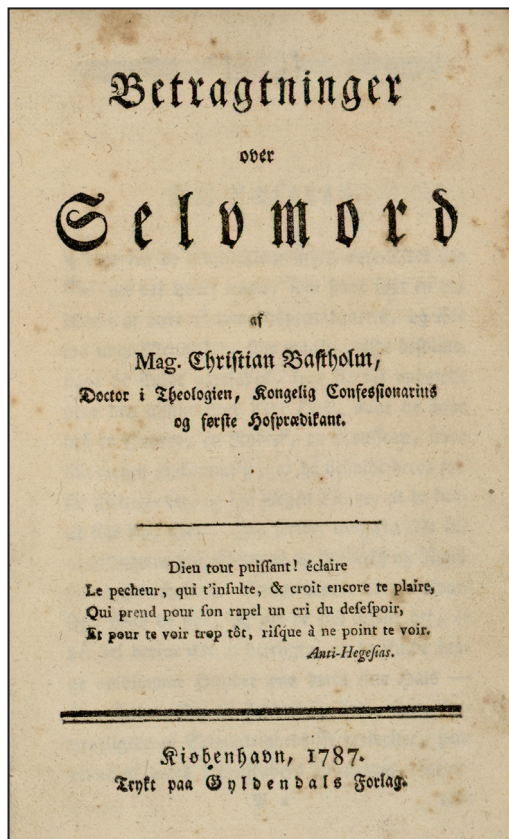 Betragtninger
over
Selvmord
af
Mag. Christian Bastholm,
Doctor i Theologien, Kongelig Confessionarius
og første Hofprædikant.
Dieu tout puiſſant! éclaire
Le pecheur, qui t'inſulte, & croit encore te plaire,
Qui prend pour ſon rapel un cri du deſeſpoir,
Et pour te voir trop tôt, riſque à ne point te voir.
Anti-Hegeſias.
Kiøbenhavn, 1787.
Trykt paa Gyldendals Forlag.